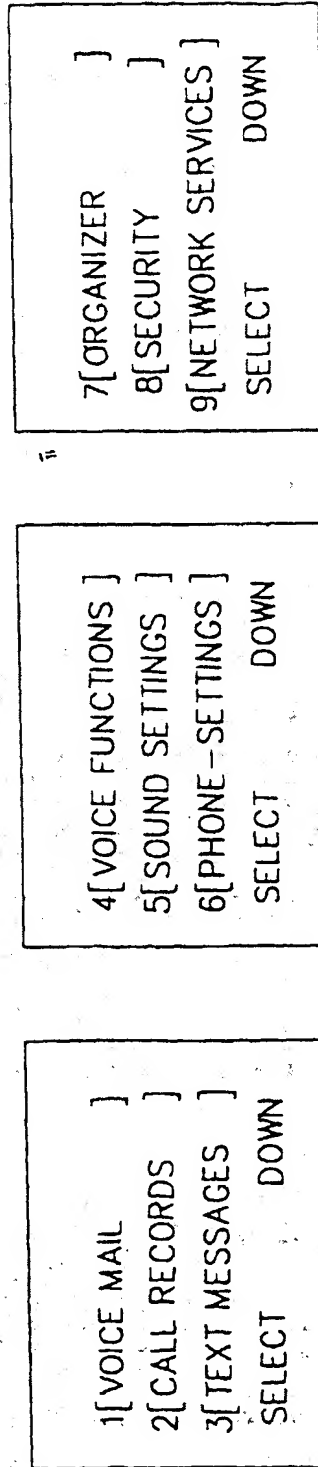 1[VOICE MAIL ]
2[CALL RECORDS ]
3[TEXT MESSAGES ]
SELECT DOWN
4[VOICE FUNCTIONS ]
5[SOUND SETTINGS ]
6[PHONE-SETTINGS ]
SELECT DOWN
7[ORGANIZER ]
8[SECURITY ]
9[NETWORK SERVICES ]
SELECT DOWN